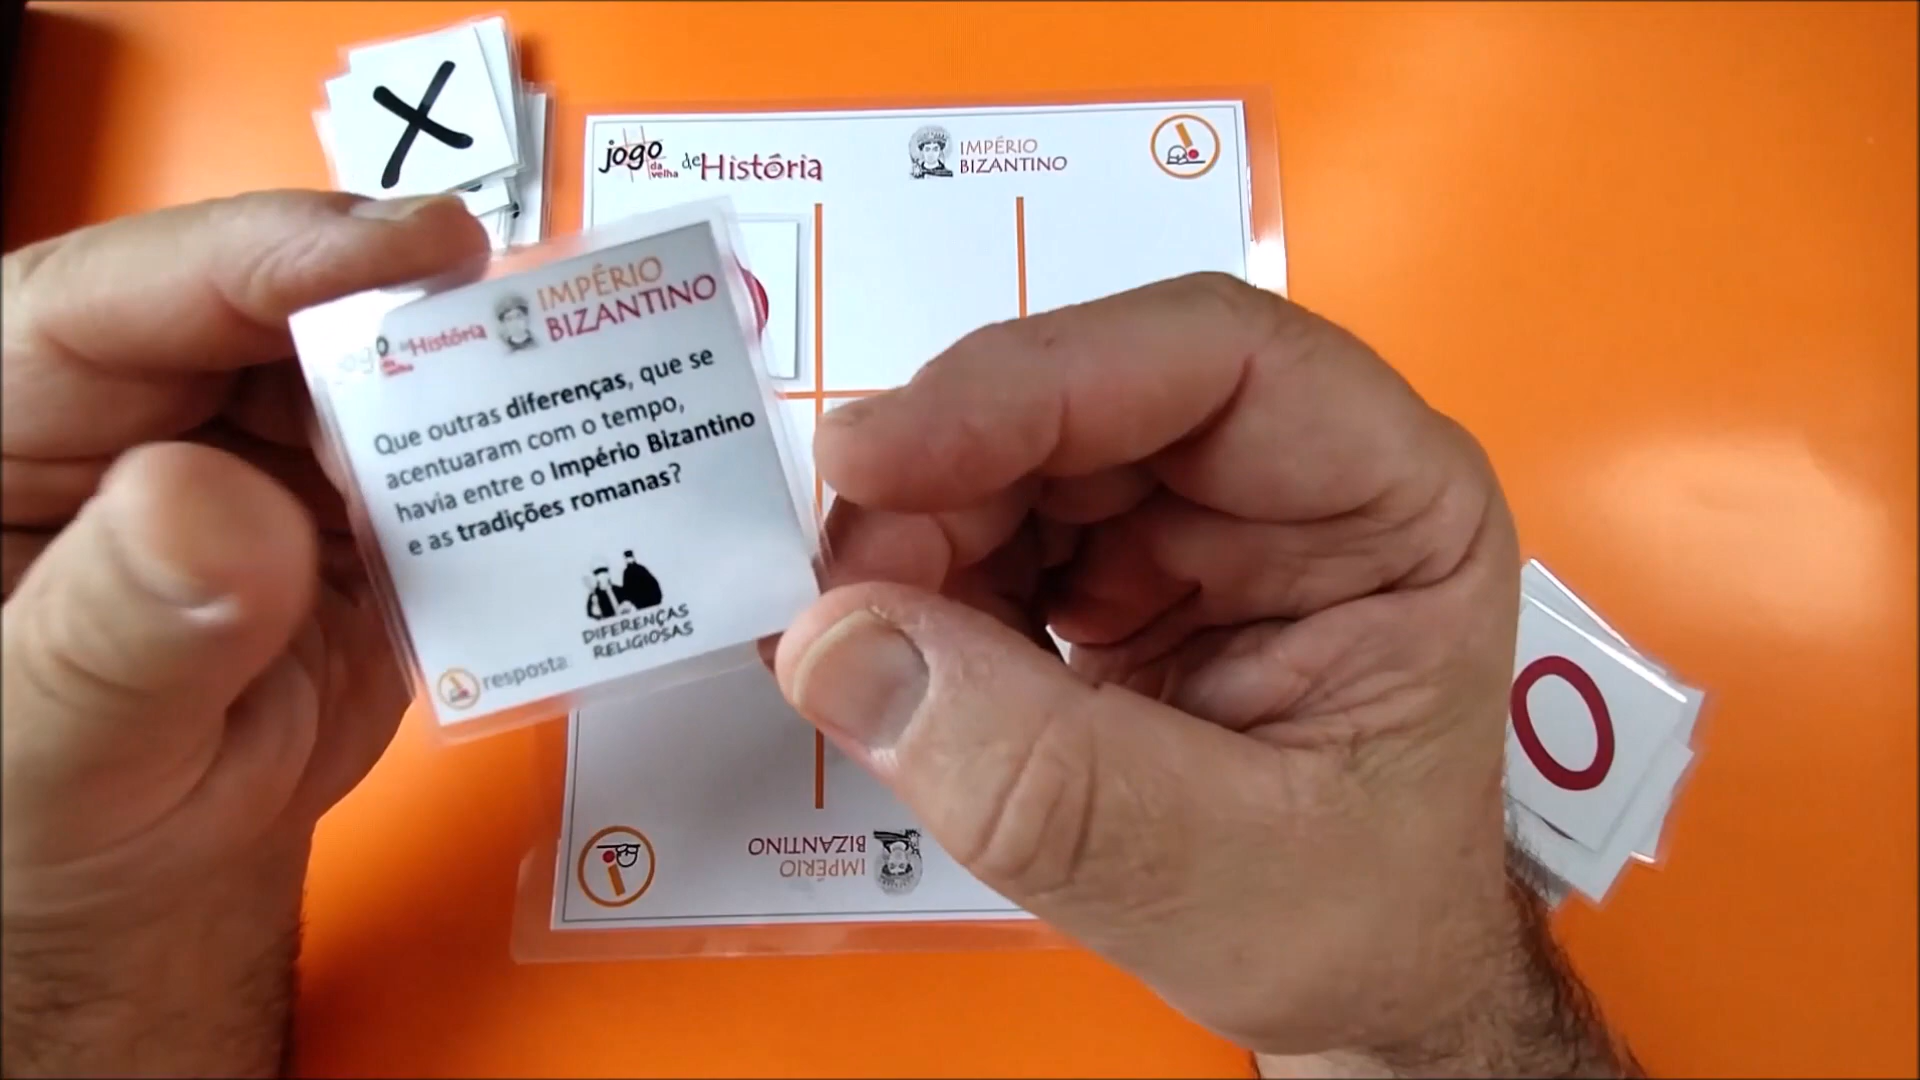 X
jogo da velha de História
IMPÉRIO
BIZANTINO
jogo da velha de História
IMPÉRIO
BIZANTINO
Que outras diferenças, que se
acentuaram com o tempo,
havia entre o Império Bizantino
e as tradições romanas?
DIFERENÇAS
RELIGIOSAS
resposta
O
IMPÉRIO
BIZANTINO